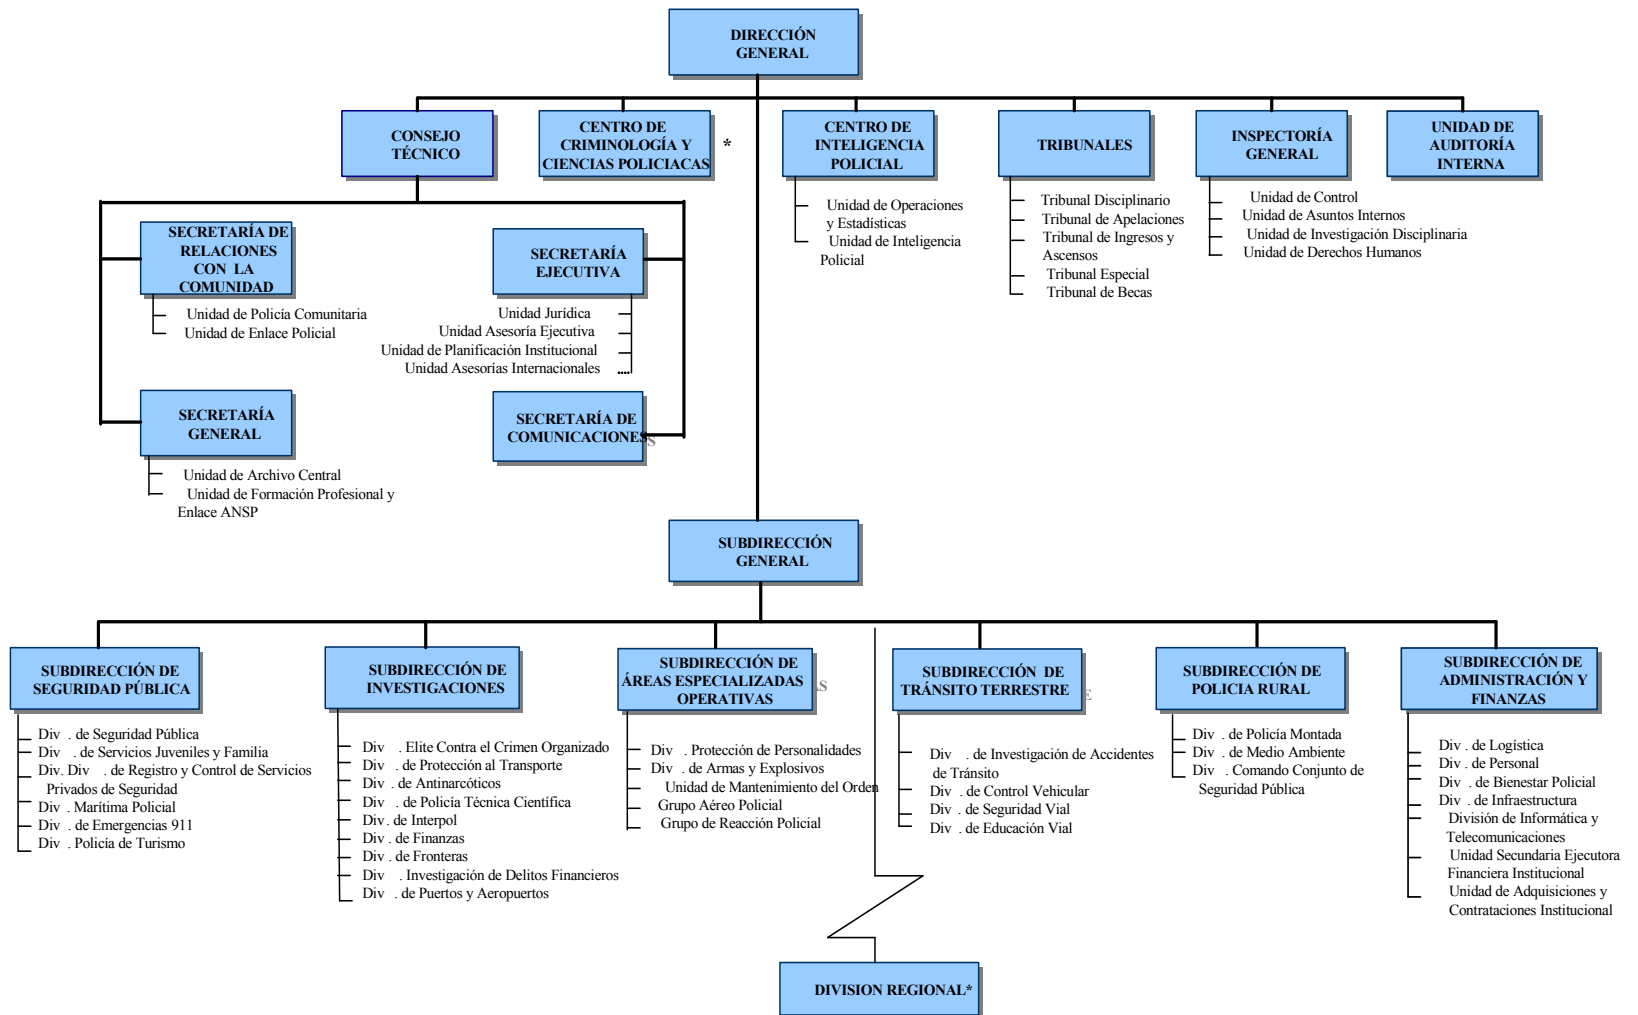 DIRECCIÓN
GENERAL
CONSEJO
TÉCNICO
CENTRO DE
CRIMINOLOGÍA Y
CIENCIAS POLICIACAS
*
CENTRO DE
INTELIGENCIA
POLICIAL
TRIBUNALES
INSPECTORÍA
GENERAL
UNIDAD DE
AUDITORÍA
INTERNA
Unidad de Operaciones
y Estadísticas
Unidad de Inteligencia
Policial
Tribunal Disciplinario
Tribunal de Apelaciones
Tribunal de Ingresos y
Ascensos
Tribunal Especial
Tribunal de Becas
Unidad de Control
Unidad de Asuntos Internos
Unidad de Investigación Disciplinaria
Unidad de Derechos Humanos
SECRETARÍA DE
RELACIONES
CON LA
COMUNIDAD
Unidad de Policía Comunitaria
Unidad de Enlace Policial
SECRETARÍA
EJECUTIVA
Unidad Jurídica
Unidad Asesoría Ejecutiva
Unidad de Planificación Institucional
Unidad Asesorías Internacionales
SECRETARÍA
GENERAL
Unidad de Archivo Central
Unidad de Formación Profesional y
Enlace ANSP
SECRETARÍA DE
COMUNICACIONES
SUBDIRECCIÓN
GENERAL
SUBDIRECCIÓN DE
SEGURIDAD PÚBLICA
Div . de Seguridad Pública
Div . de Servicios Juveniles y Familia
Div. Div . de Registro y Control de Servicios
Privados de Seguridad
Div . Marítima Policial
Div . de Emergencias 911
Div . Policía de Turismo
SUBDIRECCIÓN DE
INVESTIGACIONES
Div . Elite Contra el Crimen Organizado
Div . de Protección al Transporte
Div . de Antinarcóticos
Div . de Policía Técnica Científica
Div. de Interpol
Div . de Finanzas
Div . de Fronteras
Div . Investigación de Delitos Financieros
Div . de Puertos y Aeropuertos
SUBDIRECCIÓN DE
ÁREAS ESPECIALIZADAS
OPERATIVAS
Div . Protección de Personalidades
Div . de Armas y Explosivos
Unidad de Mantenimiento del Orden
Grupo Aéreo Policial
Grupo de Reacción Policial
SUBDIRECCIÓN DE
TRÁNSITO TERRESTRE
Div . de Investigación de Accidentes
de Tránsito
Div . de Control Vehicular
Div . de Seguridad Vial
Div . de Educación Vial
SUBDIRECCIÓN DE
POLICIA RURAL
Div . de Policía Montada
Div . de Medio Ambiente
Div . Comando Conjunto de
Seguridad Pública
SUBDIRECCIÓN DE
ADMINISTRACIÓN Y
FINANZAS
Div . de Logística
Div . de Personal
Div . de Bienestar Policial
Div . de Infraestructura
División de Informática y
Telecomunicaciones
Unidad Secundaria Ejecutora
Financiera Institucional
Unidad de Adquisiciones y
Contrataciones Institucional
DIVISION REGIONAL*